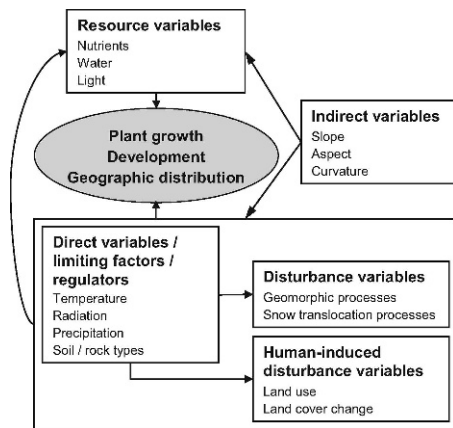 Resource variables
Nutrients
Water
Light
Plant growth
Development
Geographic distribution
Indirect variables
Slope
Aspect
Curvature
Direct variables /
limiting factors /
regulators
Temperature
Radiation
Precipitation
Soil / rock types
Disturbance variables
Geomorphic processes
Snow translocation processes
Human-induced
disturbance variables
Land use
Land cover change